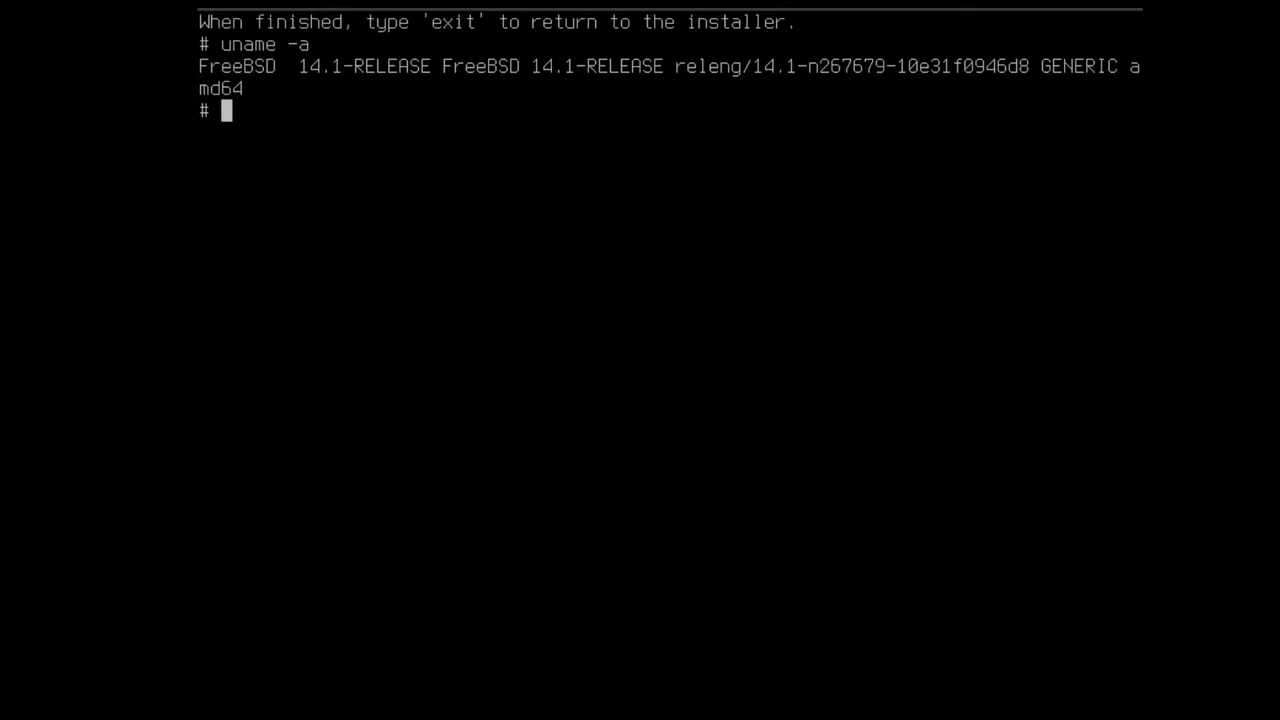 When finished, type 'exit' to return to the installer.
# uname -a
FreeBSD  14.1-RELEASE FreeBSD 14.1-RELEASE releng/14.1-n267679-10e31f0946d8 GENERIC a
md64
#